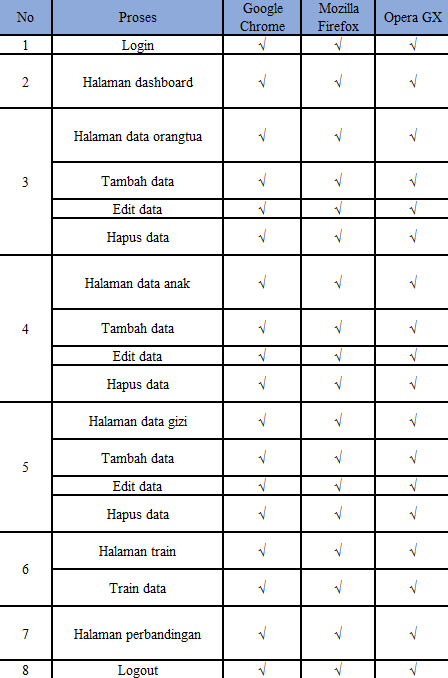 No Proses Google Chrome Mozilla Firefox Opera GX
1 Login √ √ √
2 Halaman dashboard √ √ √
3 Halaman data orangtua √ √ √
Tambah data √ √ √
Edit data √ √ √
Hapus data √ √ √
4 Halaman data anak √ √ √
Tambah data √ √ √
Edit data √ √ √
Hapus data √ √ √
5 Halaman data gizi √ √ √
Tambah data √ √ √
Edit data √ √ √
Hapus data √ √ √
6 Halaman train √ √ √
Train data √ √ √
7 Halaman perbandingan √ √ √
8 Logout √ √ √